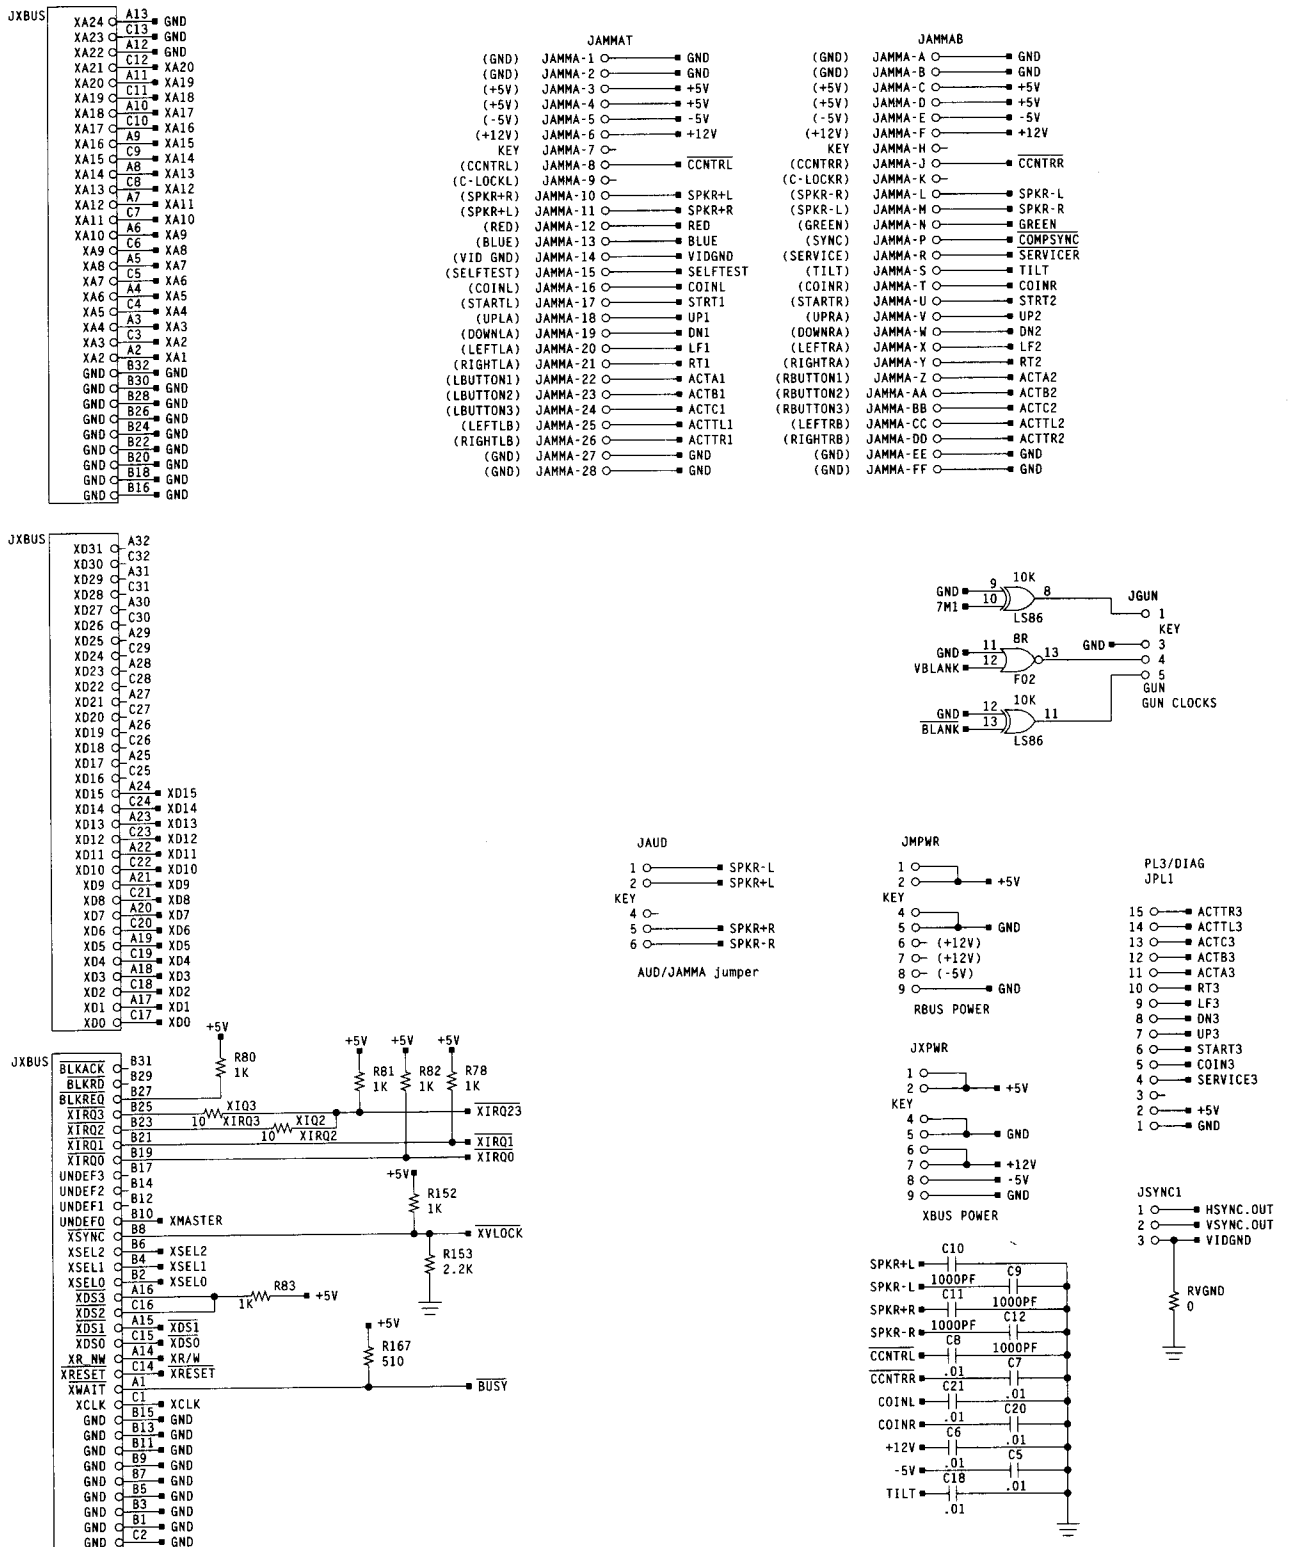 JXBUS
XA24 A13 GND
XA23 C13 GND
XA22 A12 GND
XA21 C12 XA20
XA20 A11 XA19
XA19 C11 XA18
XA18 A10 XA17
XA17 C10 XA16
XA16 A9 XA15
XA15 C9 XA14
XA14 A8 XA13
XA13 C8 XA12
XA12 A7 XA11
XA11 C7 XA10
XA10 A6 XA9
XA9 C6 XA8
XA8 A5 XA7
XA7 C5 XA6
XA6 A4 XA5
XA5 C4 XA4
XA4 A3 XA3
XA3 C3 XA2
XA2 A2 XA1
GND B32 GND
GND B30 GND
GND B28 GND
GND B26 GND
GND B24 GND
GND B22 GND
GND B20 GND
GND B18 GND
GND B16 GND
JAMMAT
(GND) JAMMA-1 GND
(GND) JAMMA-2 GND
(+5V) JAMMA-3 +5V
(+5V) JAMMA-4 +5V
(-5V) JAMMA-5 -5V
(+12V) JAMMA-6 +12V
KEY JAMMA-7
(CCNTRL) JAMMA-8 CCNTRL
(C-LOCKL) JAMMA-9
(SPKR+R) JAMMA-10 SPKR+L
(SPKR+L) JAMMA-11 SPKR+R
(RED) JAMMA-12 RED
(BLUE) JAMMA-13 BLUE
(VID GND) JAMMA-14 VIDGND
(SELFTEST) JAMMA-15 SELFTEST
(COINL) JAMMA-16 COINL
(STARTL) JAMMA-17 STRT1
(UPLA) JAMMA-18 UP1
(DOWNLA) JAMMA-19 DN1
(LEFTLA) JAMMA-20 LF1
(RIGHTLA) JAMMA-21 RT1
(LBUTTON1) JAMMA-22 ACTA1
(LBUTTON2) JAMMA-23 ACTB1
(LBUTTON3) JAMMA-24 ACTC1
(LEFTLB) JAMMA-25 ACTTL1
(RIGHTLB) JAMMA-26 ACTTR1
(GND) JAMMA-27 GND
(GND) JAMMA-28 GND
JAMMAB
(GND) JAMMA-A GND
(GND) JAMMA-B GND
(+5V) JAMMA-C +5V
(+5V) JAMMA-D +5V
(-5V) JAMMA-E -5V
(+12V) JAMMA-F +12V
KEY JAMMA-H
(CCNTRR) JAMMA-J CCNTRR
(C-LOCKR) JAMMA-K
(SPKR-R) JAMMA-L SPKR-L
(SPKR-L) JAMMA-M SPKR-R
(GREEN) JAMMA-N GREEN
(SYNC) JAMMA-P COMPSYNC
(SERVICE) JAMMA-R SERVICER
(TILT) JAMMA-S TILT
(COINR) JAMMA-T COINR
(STARTR) JAMMA-U STRT2
(UPRA) JAMMA-V UP2
(DOWNRA) JAMMA-W DN2
(LEFTRA) JAMMA-X LF2
(RIGHTRA) JAMMA-Y RT2
(RBUTTON1) JAMMA-Z ACTA2
(RBUTTON2) JAMMA-AA ACTB2
(RBUTTON3) JAMMA-BB ACTC2
(LEFTRB) JAMMA-CC ACTTL2
(RIGHTRB) JAMMA-DD ACTTR2
(GND) JAMMA-EE GND
(GND) JAMMA-FF GND
JXBUS
XD31 A32
XD30 C32
XD29 A31
XD28 C31
XD27 A30
XD26 C30
XD25 A29
XD24 C29
XD23 A28
XD22 C28
XD21 A27
XD20 C27
XD19 A26
XD18 C26
XD17 A25
XD16 C25
XD15 A24 XD15
XD14 C24 XD14
XD13 A23 XD13
XD12 C23 XD12
XD11 A22 XD11
XD10 C22 XD10
XD9 A21 XD9
XD8 C21 XD8
XD7 A20 XD7
XD6 C20 XD6
XD5 A19 XD5
XD4 C19 XD4
XD3 A18 XD3
XD2 C18 XD2
XD1 A17 XD1
XD0 C17 XD0
GND 9 10K 8
7M1 10
LS86
GND 11 8R 13
VBLANK 12
F02
GND 12 10K 11
BLANK 13
LS86
JGUN
1
KEY
GND 3
4
5
GUN
GUN CLOCKS
JAUD
1 SPKR-L
2 SPKR+L
KEY
4
5 SPKR+R
6 SPKR-R
AUD/JAMMA jumper
JMPWR
1
2 +5V
KEY
4
5 GND
6 (+12V)
7 (+12V)
8 (-5V)
9 GND
RBUS POWER
PL3/DIAG
JPL1
15 ACTTR3
14 ACTTL3
13 ACTC3
12 ACTB3
11 ACTA3
10 RT3
9 LF3
8 DN3
7 UP3
6 START3
5 COIN3
4 SERVICE3
3
2 +5V
1 GND
JXPWR
1
2 +5V
KEY
4
5 GND
6
7 +12V
8 -5V
9 GND
XBUS POWER
JSYNC1
1 HSYNC.OUT
2 VSYNC.OUT
3 VIDGND
RVGND
0
JXBUS
BLKACK B31
BLKRD B29
BLKREQ B27
XIRQ3 B25
XIRQ2 B23
XIRQ1 B21
XIRQ0 B19
UNDEF3 B17
UNDEF2 B14
UNDEF1 B12
UNDEF0 B10 XMASTER
XSYNC B8
XSEL2 B6 XSEL2
XSEL1 B4 XSEL1
XSEL0 B2 XSEL0
XDS3 A16
XDS2 C16
XDS1 A15 XDS1
XDS0 C15 XDS0
XR_NW A14 XR/W
XRESET C14 XRESET
XWAIT A1
XCLK C1 XCLK
GND B15 GND
GND B13 GND
GND B11 GND
GND B9 GND
GND B7 GND
GND B5 GND
GND B3 GND
GND B1 GND
GND C2 GND
+5V
R80
1K
+5V +5V +5V
R81 R82 R78
1K 1K 1K
XIQ3
10 XIRQ3
XIQ2
10 XIRQ2
XIRQ23
XIRQ1
XIRQ0
+5V
R152
1K
XVLOCK
R153
2.2K
R83
1K
+5V
+5V
R167
510
BUSY
SPKR+L C10 1000PF
SPKR-L C9 1000PF
SPKR+R C11 1000PF
SPKR-R C12 1000PF
CCNTRL C8 .01
CCNTRR C7 .01
COINL C21 .01
COINR C20 .01
+12V C6 .01
-5V C5 .01
TILT C18 .01